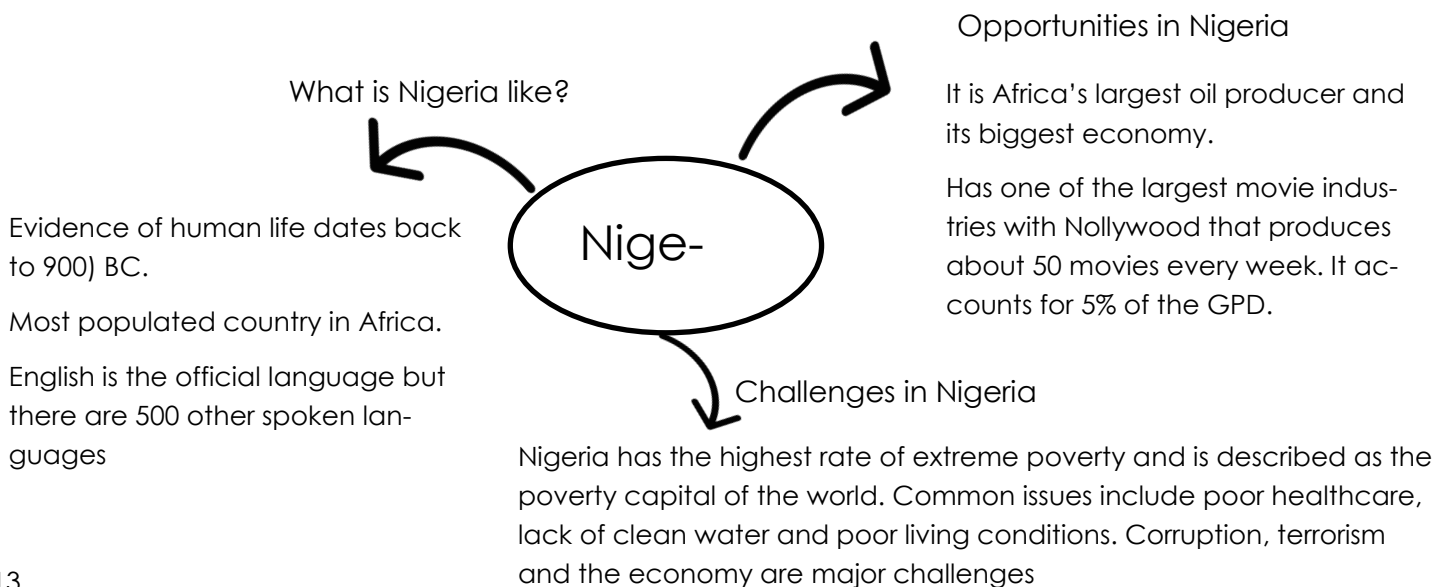 What is Nigeria like?
Evidence of human life dates back
to 900) BC.
Most populated country in Africa.
English is the official language but
there are 500 other spoken lan-
guages
Nige-
Opportunities in Nigeria
It is Africa’s largest oil producer and
its biggest economy.
Has one of the largest movie indus-
tries with Nollywood that produces
about 50 movies every week. It ac-
counts for 5% of the GPD.
Challenges in Nigeria
Nigeria has the highest rate of extreme poverty and is described as the
poverty capital of the world. Common issues include poor healthcare,
lack of clean water and poor living conditions. Corruption, terrorism
and the economy are major challenges
13